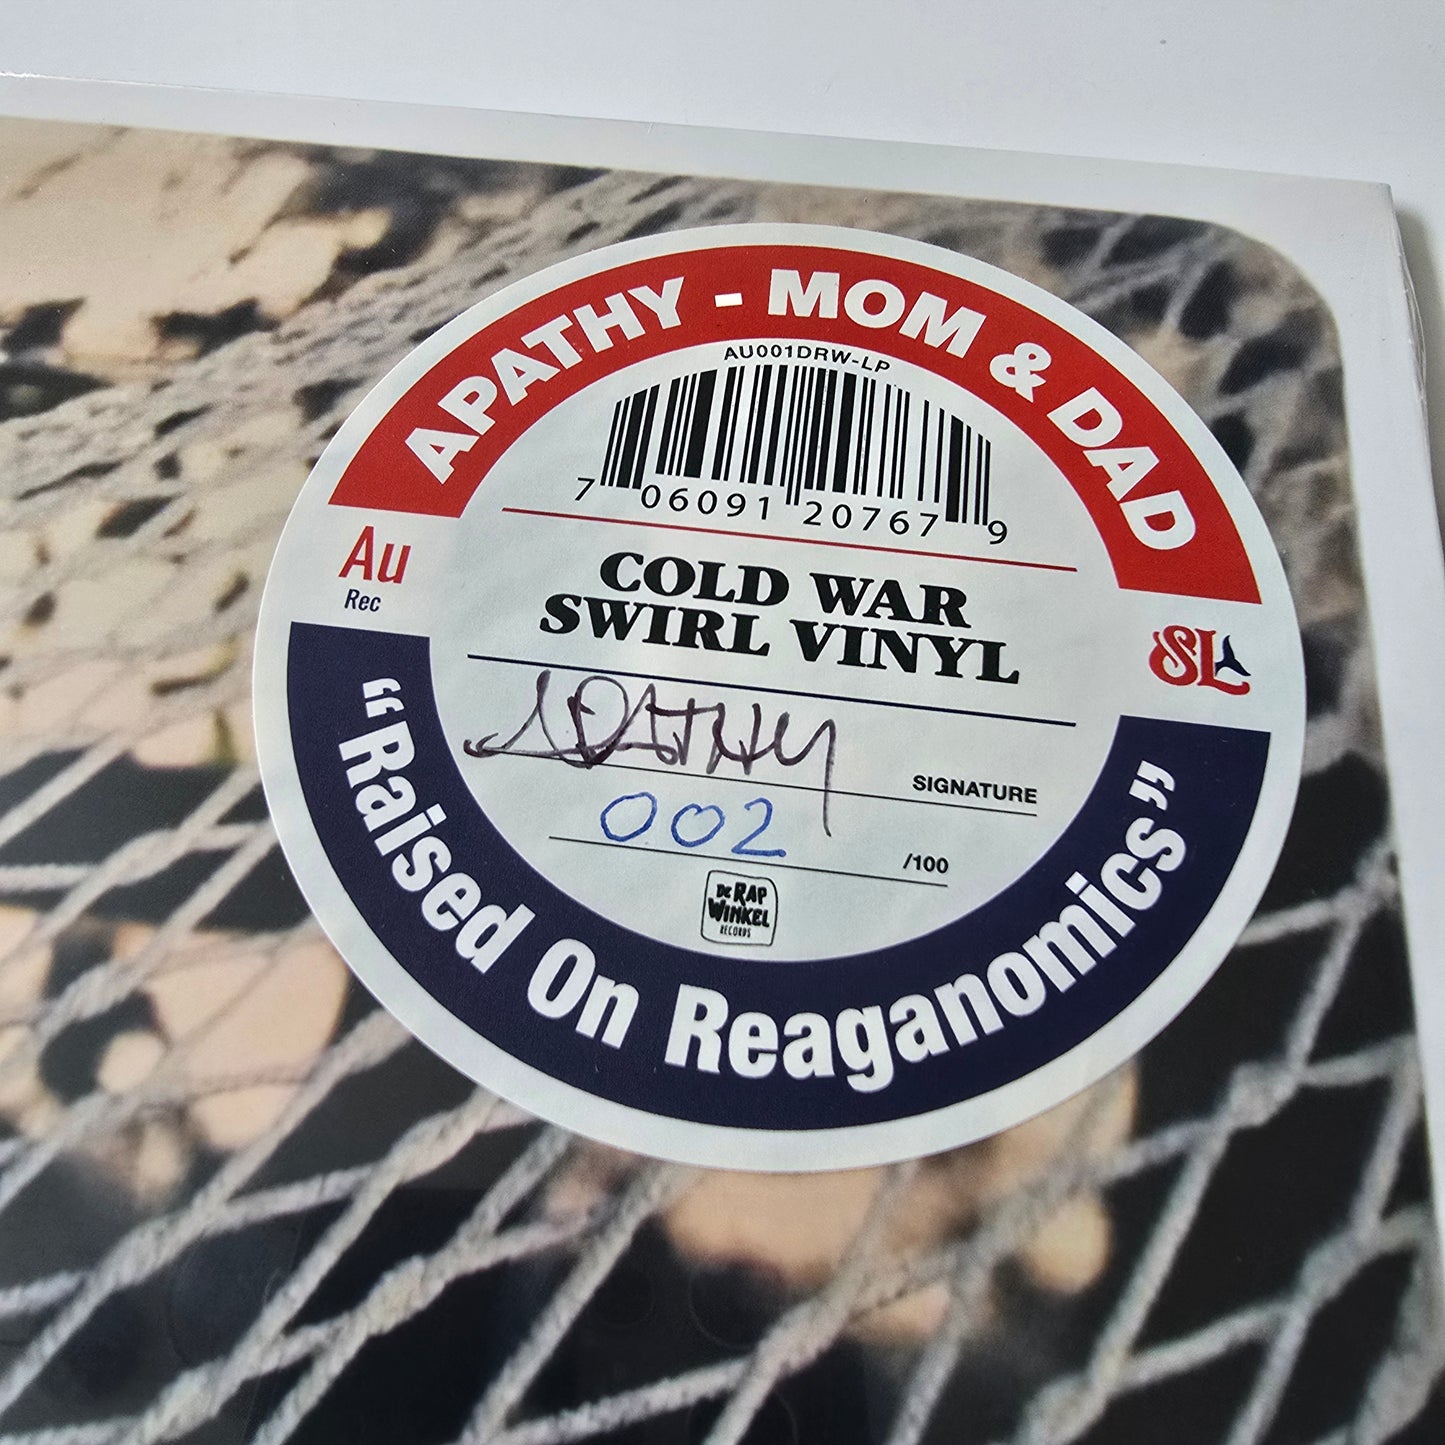 APATHY - MOM & DAD
AU001DRW-LP
7 06091 20767 9
COLD WAR
SWIRL VINYL
Au
Rec
SL
APATHY
SIGNATURE
002 /100
DE RAP
WINKEL
RECORDS
“Raised On Reaganomics”